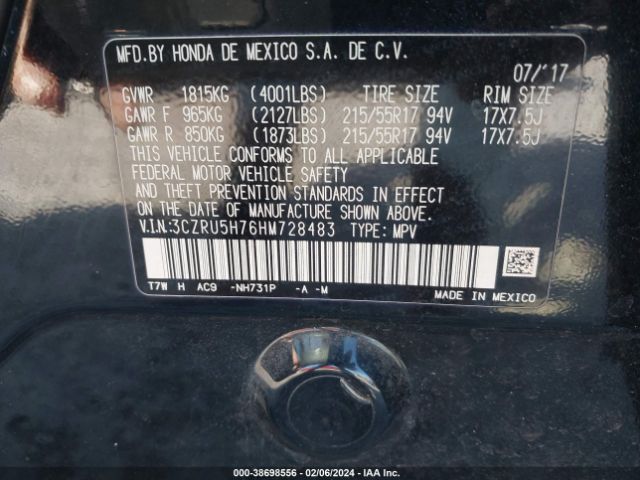 MFD.BY HONDA DE MEXICO S.A. DE C.V.
07/'17
GVWR 1815KG (4001LBS) TIRE SIZE RIM SIZE
GAWR F 965KG (2127LBS) 215/55R17 94V 17X7.5J
GAWR R 850KG (1873LBS) 215/55R17 94V 17X7.5J
THIS VEHICLE CONFORMS TO ALL APPLICABLE
FEDERAL MOTOR VEHICLE SAFETY
AND THEFT PREVENTION STANDARDS IN EFFECT
ON THE DATE OF MANUFACTURE SHOWN ABOVE.
V.I.N.:3CZRU5H76HM728483 TYPE: MPV
T7W H AC9 -NH731P -A -M
MADE IN MEXICO
000-38698556 - 02/06/2024 - IAA Inc.